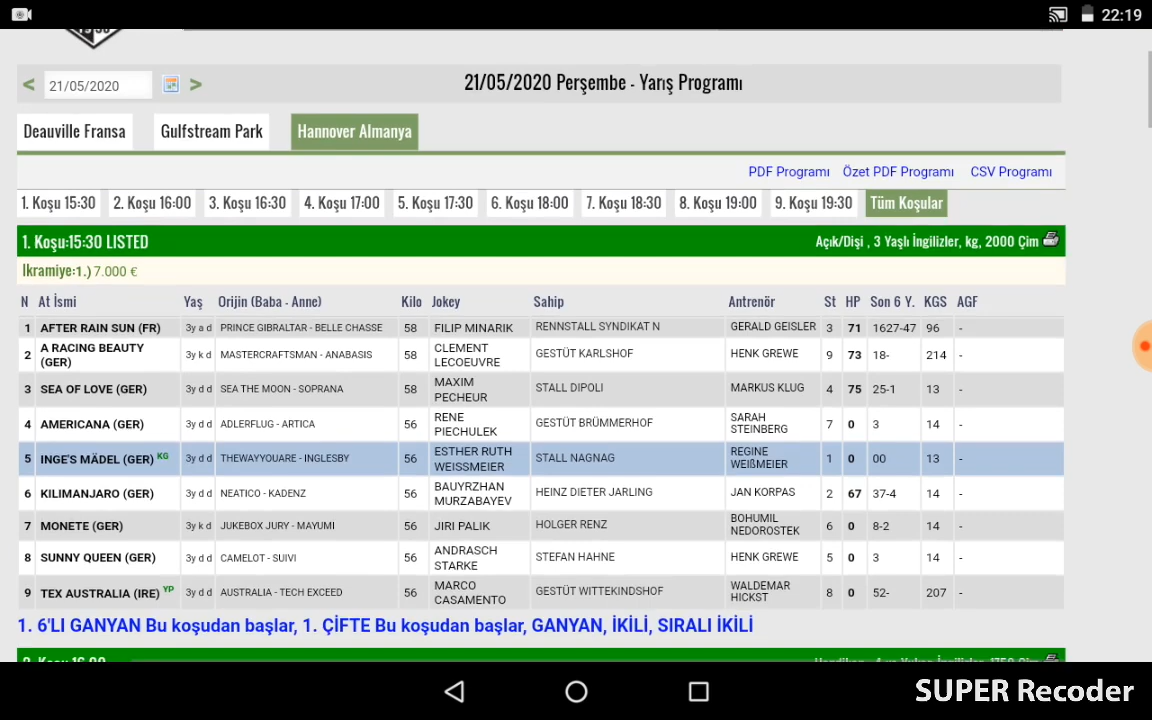 22:19
< 21/05/2020 >
21/05/2020 Perşembe - Yarış Programı
Deauville Fransa Gulfstream Park Hannover Almanya
PDF Programı Özet PDF Programı CSV Programı
1. Koşu 15:30 2. Koşu 16:00 3. Koşu 16:30 4. Koşu 17:00 5. Koşu 17:30 6. Koşu 18:00 7. Koşu 18:30 8. Koşu 19:00 9. Koşu 19:30 Tüm Koşular
1. Koşu:15:30 LISTED Açık/Dişi , 3 Yaşlı İngilizler, kg, 2000 Çim
Ikramiye:1.) 7.000 €
N At İsmi Yaş Orijin (Baba - Anne) Kilo Jokey Sahip Antrenör St HP Son 6 Y. KGS AGF
1 AFTER RAIN SUN (FR) 3y a d PRINCE GIBRALTAR - BELLE CHASSE 58 FILIP MINARIK RENNSTALL SYNDIKAT N GERALD GEISLER 3 71 1627-47 96 -
2 A RACING BEAUTY (GER) 3y k d MASTERCRAFTSMAN - ANABASIS 58 CLEMENT LECOEUVRE GESTÜT KARLSHOF HENK GREWE 9 73 18- 214 -
3 SEA OF LOVE (GER) 3y d d SEA THE MOON - SOPRANA 58 MAXIM PECHEUR STALL DIPOLI MARKUS KLUG 4 75 25-1 13 -
4 AMERICANA (GER) 3y d d ADLERFLUG - ARTICA 56 RENE PIECHULEK GESTÜT BRÜMMERHOF SARAH STEINBERG 7 0 3 14 -
5 INGE'S MÄDEL (GER) KG 3y d d THEWAYYOUARE - INGLESBY 56 ESTHER RUTH WEISSMEIER STALL NAGNAG REGINE WEIßMEIER 1 0 00 13 -
6 KILIMANJARO (GER) 3y d d NEATICO - KADENZ 56 BAUYRZHAN MURZABAYEV HEINZ DIETER JARLING JAN KORPAS 2 67 37-4 14 -
7 MONETE (GER) 3y k d JUKEBOX JURY - MAYUMI 56 JIRI PALIK HOLGER RENZ BOHUMIL NEDOROSTEK 6 0 8-2 14 -
8 SUNNY QUEEN (GER) 3y d d CAMELOT - SUIVI 56 ANDRASCH STARKE STEFAN HAHNE HENK GREWE 5 0 3 14 -
9 TEX AUSTRALIA (IRE) YP 3y d d AUSTRALIA - TECH EXCEED 56 MARCO CASAMENTO GESTÜT WITTEKINDSHOF WALDEMAR HICKST 8 0 52- 207 -
1. 6'LI GANYAN Bu koşudan başlar, 1. ÇİFTE Bu koşudan başlar, GANYAN, İKİLİ, SIRALI İKİLİ
SUPER Recoder